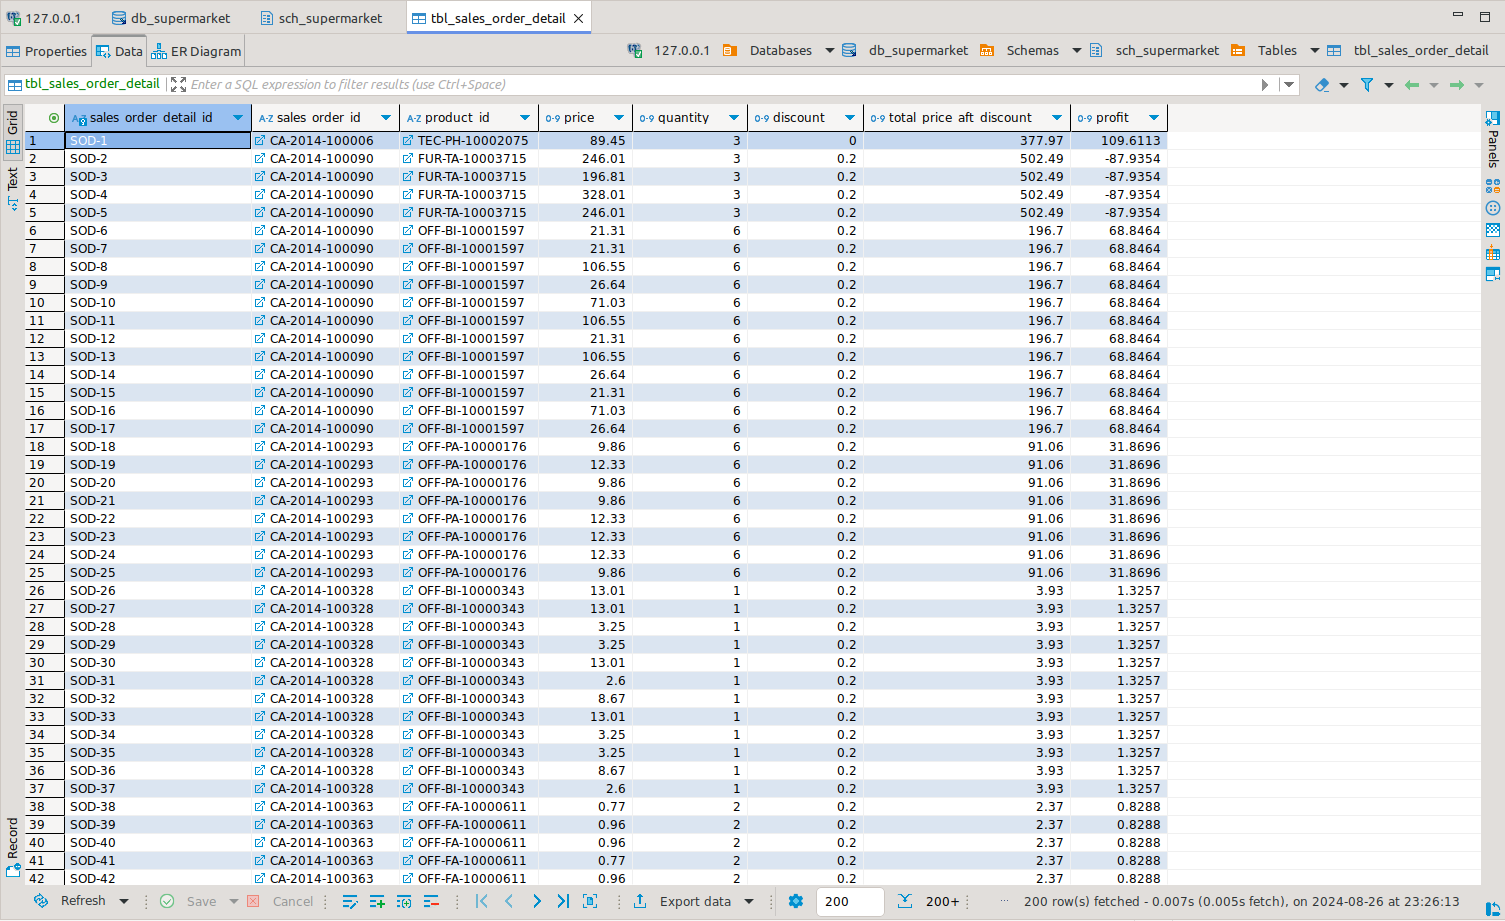 127.0.0.1 db_supermarket sch_supermarket tbl_sales_order_detail
Properties Data ER Diagram 127.0.0.1 Databases db_supermarket Schemas sch_supermarket Tables tbl_sales_order_detail
tbl_sales_order_detail Enter a SQL expression to filter results (use Ctrl+Space)
Grid
Text
Record
Panels
A-Z sales_order_detail_id A-Z sales_order_id A-Z product_id 0-9 price 0-9 quantity 0-9 discount 0-9 total_price_aft_discount 0-9 profit
1 SOD-1 CA-2014-100006 TEC-PH-10002075 89.45 3 0 377.97 109.6113
2 SOD-2 CA-2014-100090 FUR-TA-10003715 246.01 3 0.2 502.49 -87.9354
3 SOD-3 CA-2014-100090 FUR-TA-10003715 196.81 3 0.2 502.49 -87.9354
4 SOD-4 CA-2014-100090 FUR-TA-10003715 328.01 3 0.2 502.49 -87.9354
5 SOD-5 CA-2014-100090 FUR-TA-10003715 246.01 3 0.2 502.49 -87.9354
6 SOD-6 CA-2014-100090 OFF-BI-10001597 21.31 6 0.2 196.7 68.8464
7 SOD-7 CA-2014-100090 OFF-BI-10001597 21.31 6 0.2 196.7 68.8464
8 SOD-8 CA-2014-100090 OFF-BI-10001597 106.55 6 0.2 196.7 68.8464
9 SOD-9 CA-2014-100090 OFF-BI-10001597 26.64 6 0.2 196.7 68.8464
10 SOD-10 CA-2014-100090 OFF-BI-10001597 71.03 6 0.2 196.7 68.8464
11 SOD-11 CA-2014-100090 OFF-BI-10001597 106.55 6 0.2 196.7 68.8464
12 SOD-12 CA-2014-100090 OFF-BI-10001597 21.31 6 0.2 196.7 68.8464
13 SOD-13 CA-2014-100090 OFF-BI-10001597 106.55 6 0.2 196.7 68.8464
14 SOD-14 CA-2014-100090 OFF-BI-10001597 26.64 6 0.2 196.7 68.8464
15 SOD-15 CA-2014-100090 OFF-BI-10001597 21.31 6 0.2 196.7 68.8464
16 SOD-16 CA-2014-100090 OFF-BI-10001597 71.03 6 0.2 196.7 68.8464
17 SOD-17 CA-2014-100090 OFF-BI-10001597 26.64 6 0.2 196.7 68.8464
18 SOD-18 CA-2014-100293 OFF-PA-10000176 9.86 6 0.2 91.06 31.8696
19 SOD-19 CA-2014-100293 OFF-PA-10000176 12.33 6 0.2 91.06 31.8696
20 SOD-20 CA-2014-100293 OFF-PA-10000176 9.86 6 0.2 91.06 31.8696
21 SOD-21 CA-2014-100293 OFF-PA-10000176 9.86 6 0.2 91.06 31.8696
22 SOD-22 CA-2014-100293 OFF-PA-10000176 12.33 6 0.2 91.06 31.8696
23 SOD-23 CA-2014-100293 OFF-PA-10000176 12.33 6 0.2 91.06 31.8696
24 SOD-24 CA-2014-100293 OFF-PA-10000176 12.33 6 0.2 91.06 31.8696
25 SOD-25 CA-2014-100293 OFF-PA-10000176 9.86 6 0.2 91.06 31.8696
26 SOD-26 CA-2014-100328 OFF-BI-10000343 13.01 1 0.2 3.93 1.3257
27 SOD-27 CA-2014-100328 OFF-BI-10000343 13.01 1 0.2 3.93 1.3257
28 SOD-28 CA-2014-100328 OFF-BI-10000343 3.25 1 0.2 3.93 1.3257
29 SOD-29 CA-2014-100328 OFF-BI-10000343 3.25 1 0.2 3.93 1.3257
30 SOD-30 CA-2014-100328 OFF-BI-10000343 13.01 1 0.2 3.93 1.3257
31 SOD-31 CA-2014-100328 OFF-BI-10000343 2.6 1 0.2 3.93 1.3257
32 SOD-32 CA-2014-100328 OFF-BI-10000343 8.67 1 0.2 3.93 1.3257
33 SOD-33 CA-2014-100328 OFF-BI-10000343 13.01 1 0.2 3.93 1.3257
34 SOD-34 CA-2014-100328 OFF-BI-10000343 3.25 1 0.2 3.93 1.3257
35 SOD-35 CA-2014-100328 OFF-BI-10000343 3.25 1 0.2 3.93 1.3257
36 SOD-36 CA-2014-100328 OFF-BI-10000343 8.67 1 0.2 3.93 1.3257
37 SOD-37 CA-2014-100328 OFF-BI-10000343 2.6 1 0.2 3.93 1.3257
38 SOD-38 CA-2014-100363 OFF-FA-10000611 0.77 2 0.2 2.37 0.8288
39 SOD-39 CA-2014-100363 OFF-FA-10000611 0.96 2 0.2 2.37 0.8288
40 SOD-40 CA-2014-100363 OFF-FA-10000611 0.96 2 0.2 2.37 0.8288
41 SOD-41 CA-2014-100363 OFF-FA-10000611 0.77 2 0.2 2.37 0.8288
42 SOD-42 CA-2014-100363 OFF-FA-10000611 0.96 2 0.2 2.37 0.8288
Refresh Save Cancel Export data 200 200+ ··· 200 row(s) fetched - 0.007s (0.005s fetch), on 2024-08-26 at 23:26:13